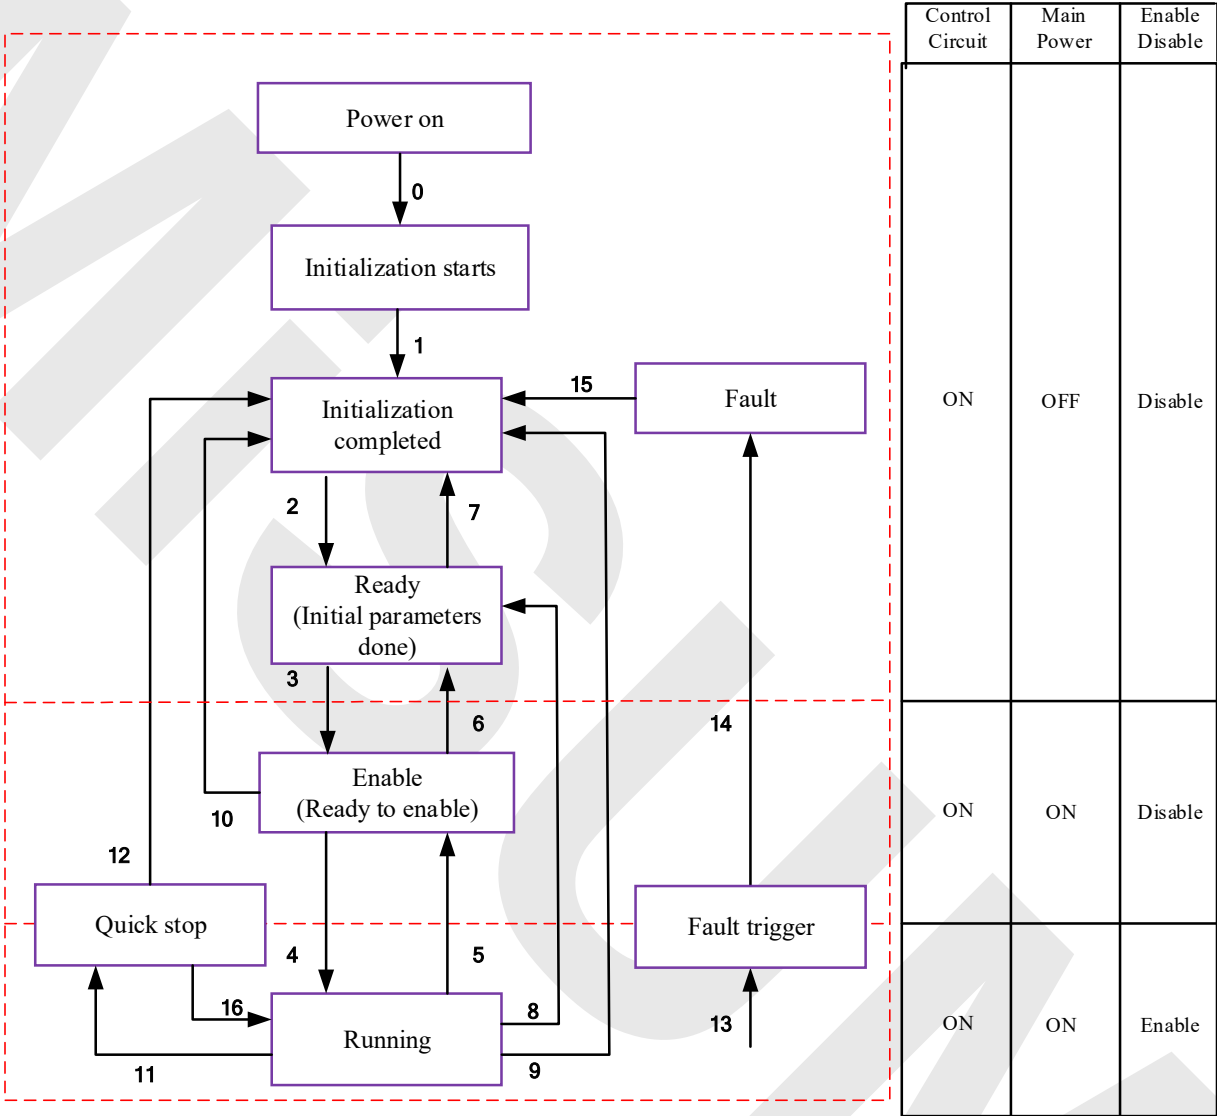 Control
Circuit
Main
Power
Enable
Disable
Power on
0
Initialization starts
1
Initialization
completed
15
Fault
ON
OFF
Disable
2
7
Ready
(Initial parameters
done)
3
6
14
Enable
(Ready to enable)
10
ON
ON
Disable
12
Quick stop
Fault trigger
4
5
16
Running
8
13
9
11
ON
ON
Enable